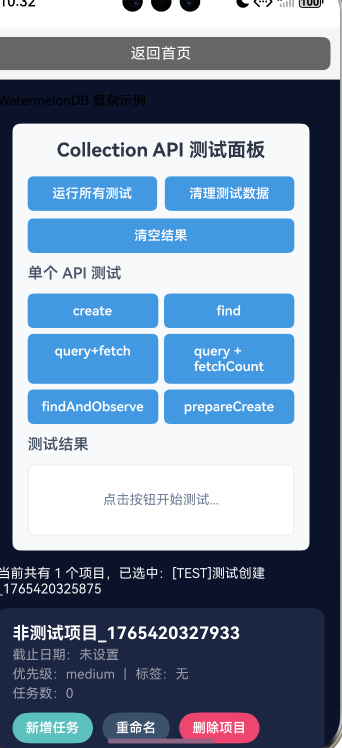 10:32
100
返回首页
WatermelonDB 复杂示例
Collection API 测试面板
运行所有测试
清理测试数据
清空结果
单个 API 测试
create
find
query+fetch
query +
fetchCount
findAndObserve
prepareCreate
测试结果
点击按钮开始测试...
当前共有 1 个项目，已选中：[TEST]测试创建
_1765420325875
非测试项目_1765420327933
截止日期：未设置
优先级：medium ｜ 标签：无
任务数：0
新增任务
重命名
删除项目